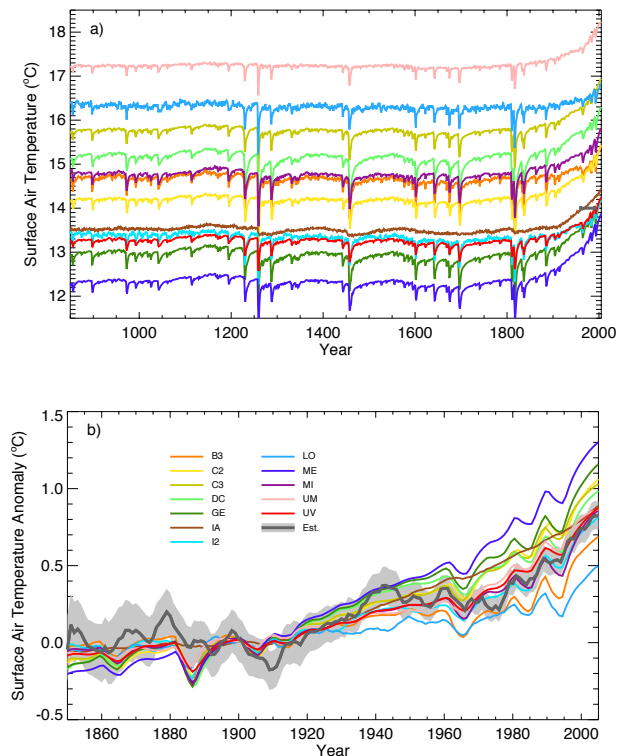 a)
Surface Air Temperature (°C)
18
17
16
15
14
13
12
1000 1200 1400 1600 1800 2000
Year
b)
Surface Air Temperature Anomaly (°C)
1.5
1.0
0.5
0.0
-0.5
B3 LO
C2 ME
C3 MI
DC UM
GE UV
IA Est.
I2
1860 1880 1900 1920 1940 1960 1980 2000
Year